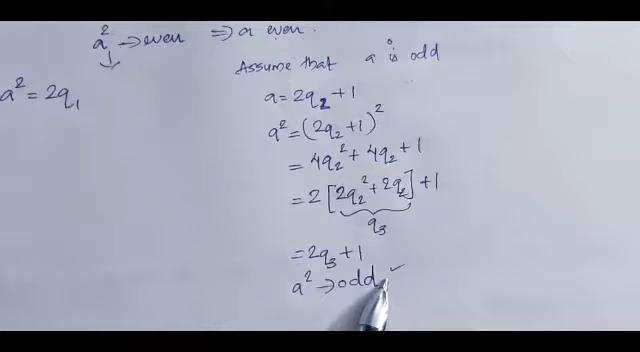 a² → even ⇒ a even.
↓
a² = 2q₁
Assume that a is odd
a = 2q₂ + 1
a² = (2q₂ + 1)²
= 4q₂² + 4q₂ + 1
= 2 [2q₂² + 2q₂] + 1
q₃
= 2q₃ + 1
a² → odd ✓